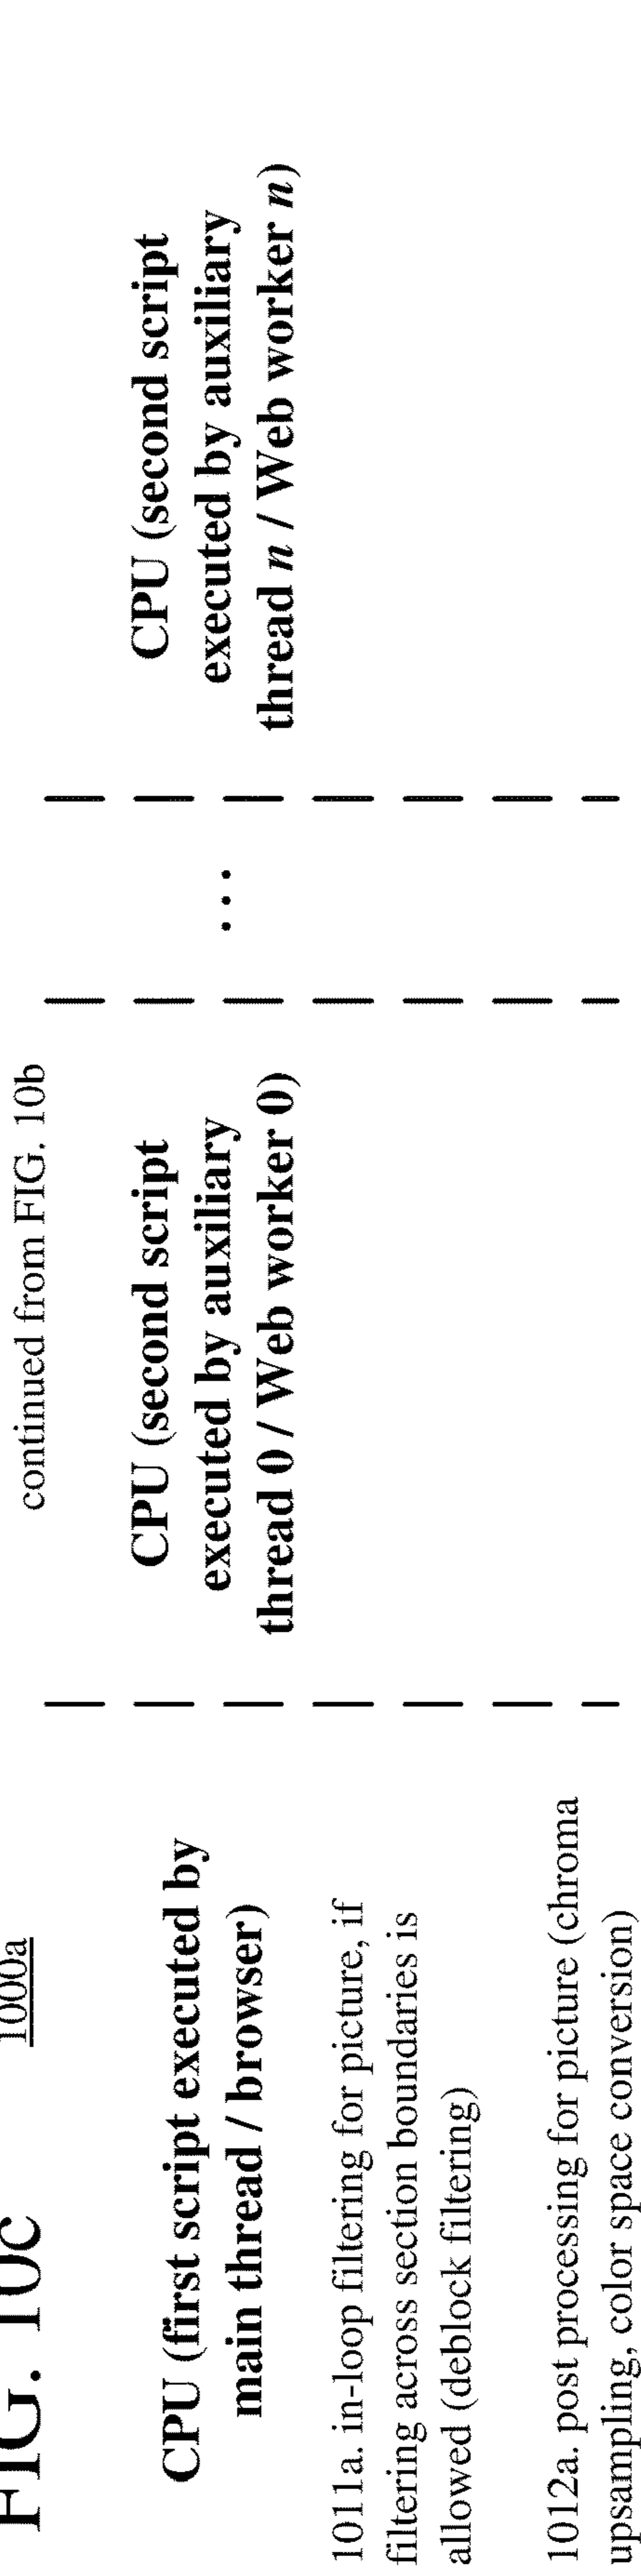 FIG. 10c
1000a
continued from FIG. 10b
CPU (first script executed by
main thread / browser)
1011a. in-loop filtering for picture, if
filtering across section boundaries is
allowed (deblock filtering)
1012a. post processing for picture (chroma
upsampling, color space conversion)
CPU (second script
executed by auxiliary
thread 0 / Web worker 0)
...
CPU (second script
executed by auxiliary
thread n / Web worker n)